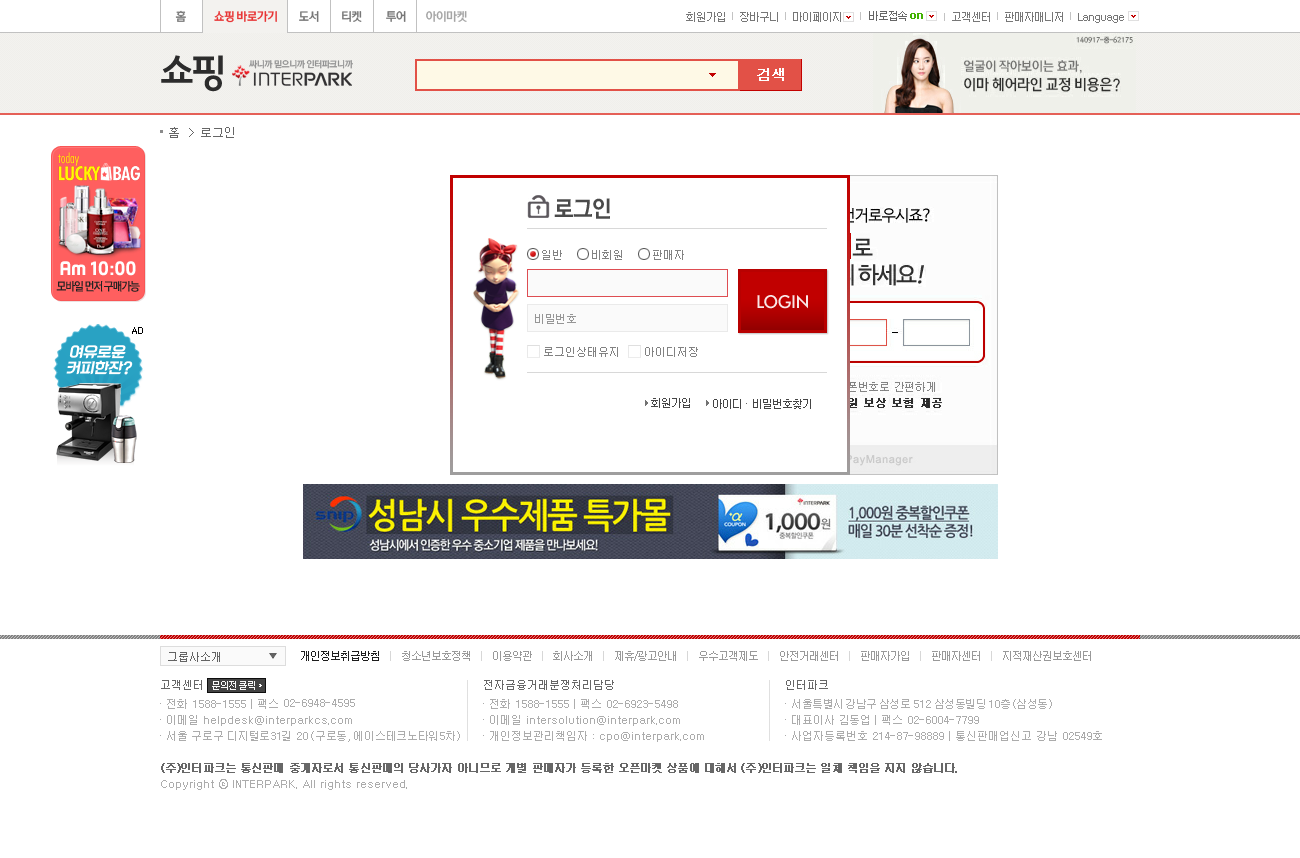 홈 쇼핑 바로가기 도서 티켓 투어 아이마켓 회원가입 장바구니 마이페이지 바로접속 on 고객센터 판매자매니저 Language
140917-중-62175
쇼핑 싸니까 믿으니까 인터파크니까
INTERPARK
검색
얼굴이 작아보이는 효과,
이마 헤어라인 교정 비용은?
홈 > 로그인
today
LUCKY BAG
Am 10:00
모바일 먼저 구매가능
AD
여유로운
커피한잔?
로그인
일반 비회원 판매자
LOGIN
비밀번호
로그인상태유지 아이디저장
회원가입 아이디 · 비밀번호찾기
번거로우시죠?
로
하세요!
-
폰번호로 간편하게
일 보상 보험 제공
PayManager
snip 성남시 우수제품 특가몰
성남시에서 인증한 우수 중소기업 제품을 만나보세요!
INTERPARK
+α COUPON 1,000원
중복할인쿠폰
1,000원 중복할인쿠폰
매일 30분 선착순 증정!
그룹사소개 개인정보취급방침 청소년보호정책 이용약관 회사소개 제휴/광고안내 우수고객제도 안전거래센터 판매자가입 판매자센터 지적재산권보호센터
고객센터 문의전 클릭
· 전화 1588-1555 | 팩스 02-6948-4595
· 이메일 helpdesk@interparkcs.com
· 서울 구로구 디지털로31길 20 (구로동, 에이스테크노타워5차)
전자금융거래분쟁처리담당
· 전화 1588-1555 | 팩스 02-6923-5498
· 이메일 intersolution@interpark.com
· 개인정보관리책임자 : cpo@interpark.com
인터파크
· 서울특별시강남구 삼성로 512 삼성동빌딩10층(삼성동)
· 대표이사 김동업 | 팩스 02-6004-7799
· 사업자등록번호 214-87-98889 | 통신판매업신고 강남 02549호
(주)인터파크는 통신판매 중개자로서 통신판매의 당사가자 아니므로 개별 판매자가 등록한 오픈마켓 상품에 대해서 (주)인터파크는 일체 책임을 지지 않습니다.
Copyright ⓒ INTERPARK. All rights reserved.